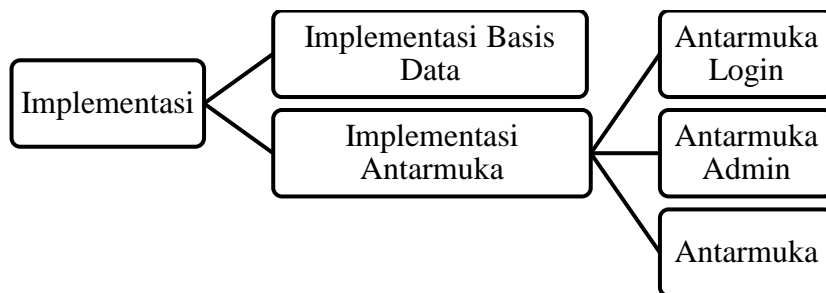 Implementasi
Implementasi Basis
Data
Implementasi
Antarmuka
Antarmuka
Login
Antarmuka
Admin
Antarmuka